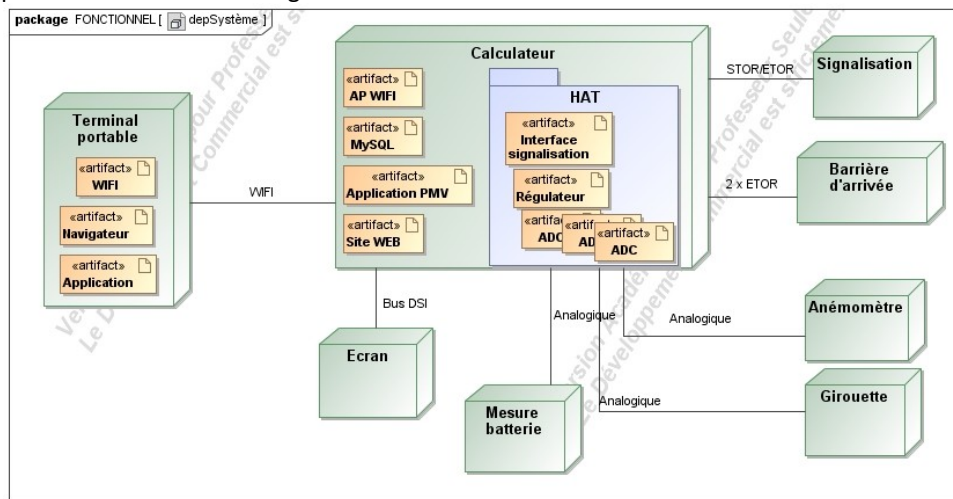 package FONCTIONNEL [ depSystème ]
Calculateur
«artifact»
AP WIFI
«artifact»
MySQL
«artifact»
Application PMV
«artifact»
Site WEB
HAT
«artifact»
Interface
signalisation
«artifact»
Régulateur
«artifact»
ADC
«artifact»
AD
«artifact»
ADC
Terminal
portable
«artifact»
WIFI
«artifact»
Navigateur
«artifact»
Application
WIFI
STOR/ETOR
Signalisation
2 x ETOR
Barrière
d'arrivée
Bus DSI
Ecran
Analogique
Mesure
batterie
Analogique
Anémomètre
Analogique
Girouette